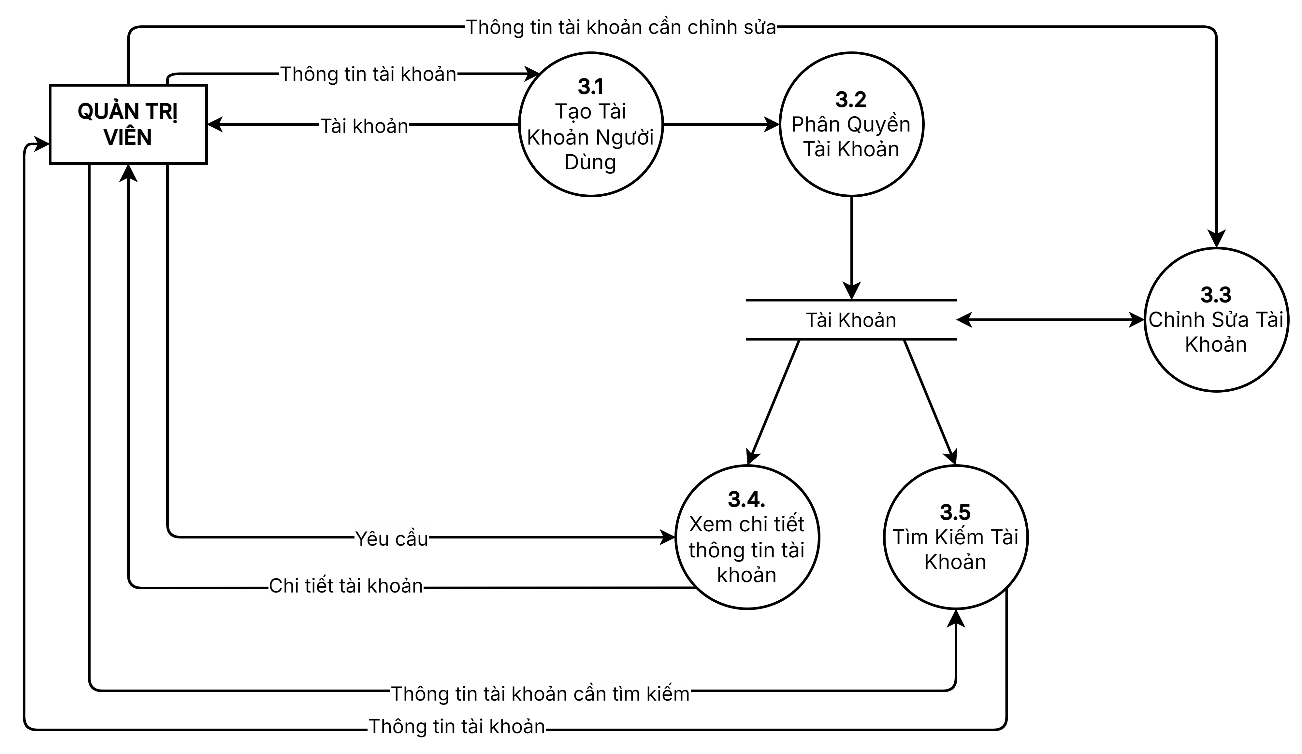 Thông tin tài khoản cần chỉnh sửa
Thông tin tài khoản
QUẢN TRỊ
VIÊN
Tài khoản
3.1
Tạo Tài
Khoản Người
Dùng
3.2
Phân Quyền
Tài Khoản
3.3
Chỉnh Sửa Tài
Khoản
Tài Khoản
3.4.
Xem chi tiết
thông tin tài
khoản
3.5
Tìm Kiếm Tài
Khoản
Yêu cầu
Chi tiết tài khoản
Thông tin tài khoản cần tìm kiếm
Thông tin tài khoản